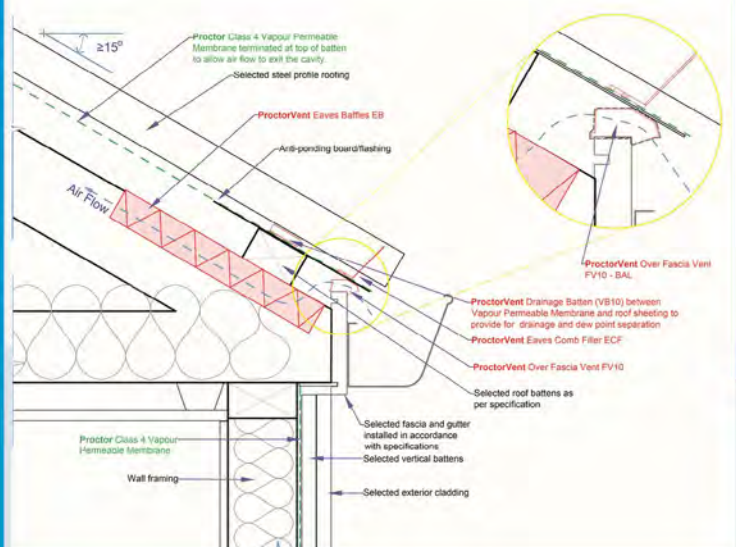 ≥15°
Proctor Class 4 Vapour Permeable
Membrane terminated at top of batten
to allow air flow to exit the cavity.
Selected steel profile roofing
ProctorVent Eaves Baffles EB
Anti-ponding board/flashing
Air Flow
ProctorVent Over Fascia Vent
FV10 - BAL
ProctorVent Drainage Batten (VB10) between
Vapour Permeable Membrane and roof sheeting to
provide for drainage and dew point separation
ProctorVent Eaves Comb Filler ECF
ProctorVent Over Fascia Vent FV10
Selected roof battens as
per specification
Selected fascia and gutter
installed in accordance
with specifications
Proctor Class 4 Vapour
Permeable Membrane
Selected vertical battens
Wall framing
Selected exterior cladding